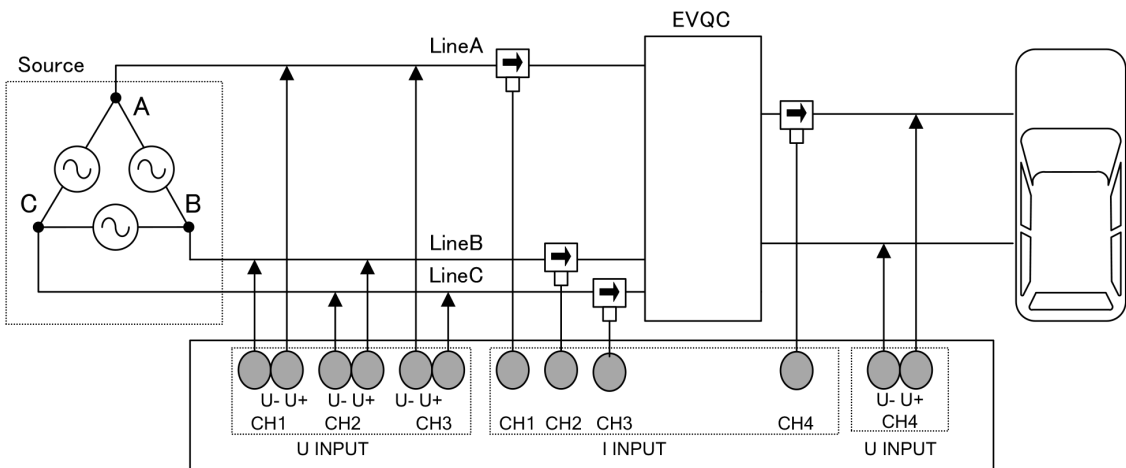 EVQC
LineA
Source
A
C
B
LineB
LineC
U- U+
U- U+
U- U+
U- U+
CH1
CH2
CH3
CH1
CH2
CH3
CH4
CH4
U INPUT
I INPUT
U INPUT